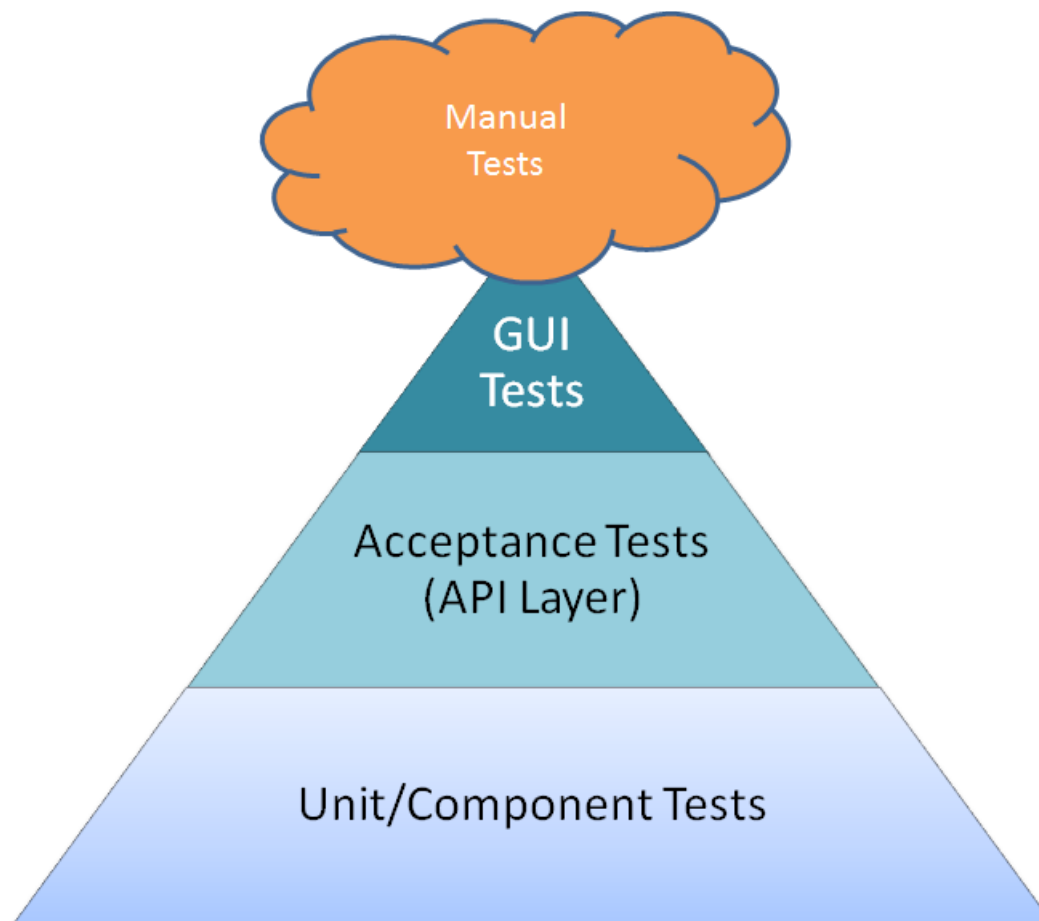 Manual
Tests
GUI
Tests
Acceptance Tests
(API Layer)
Unit/Component Tests